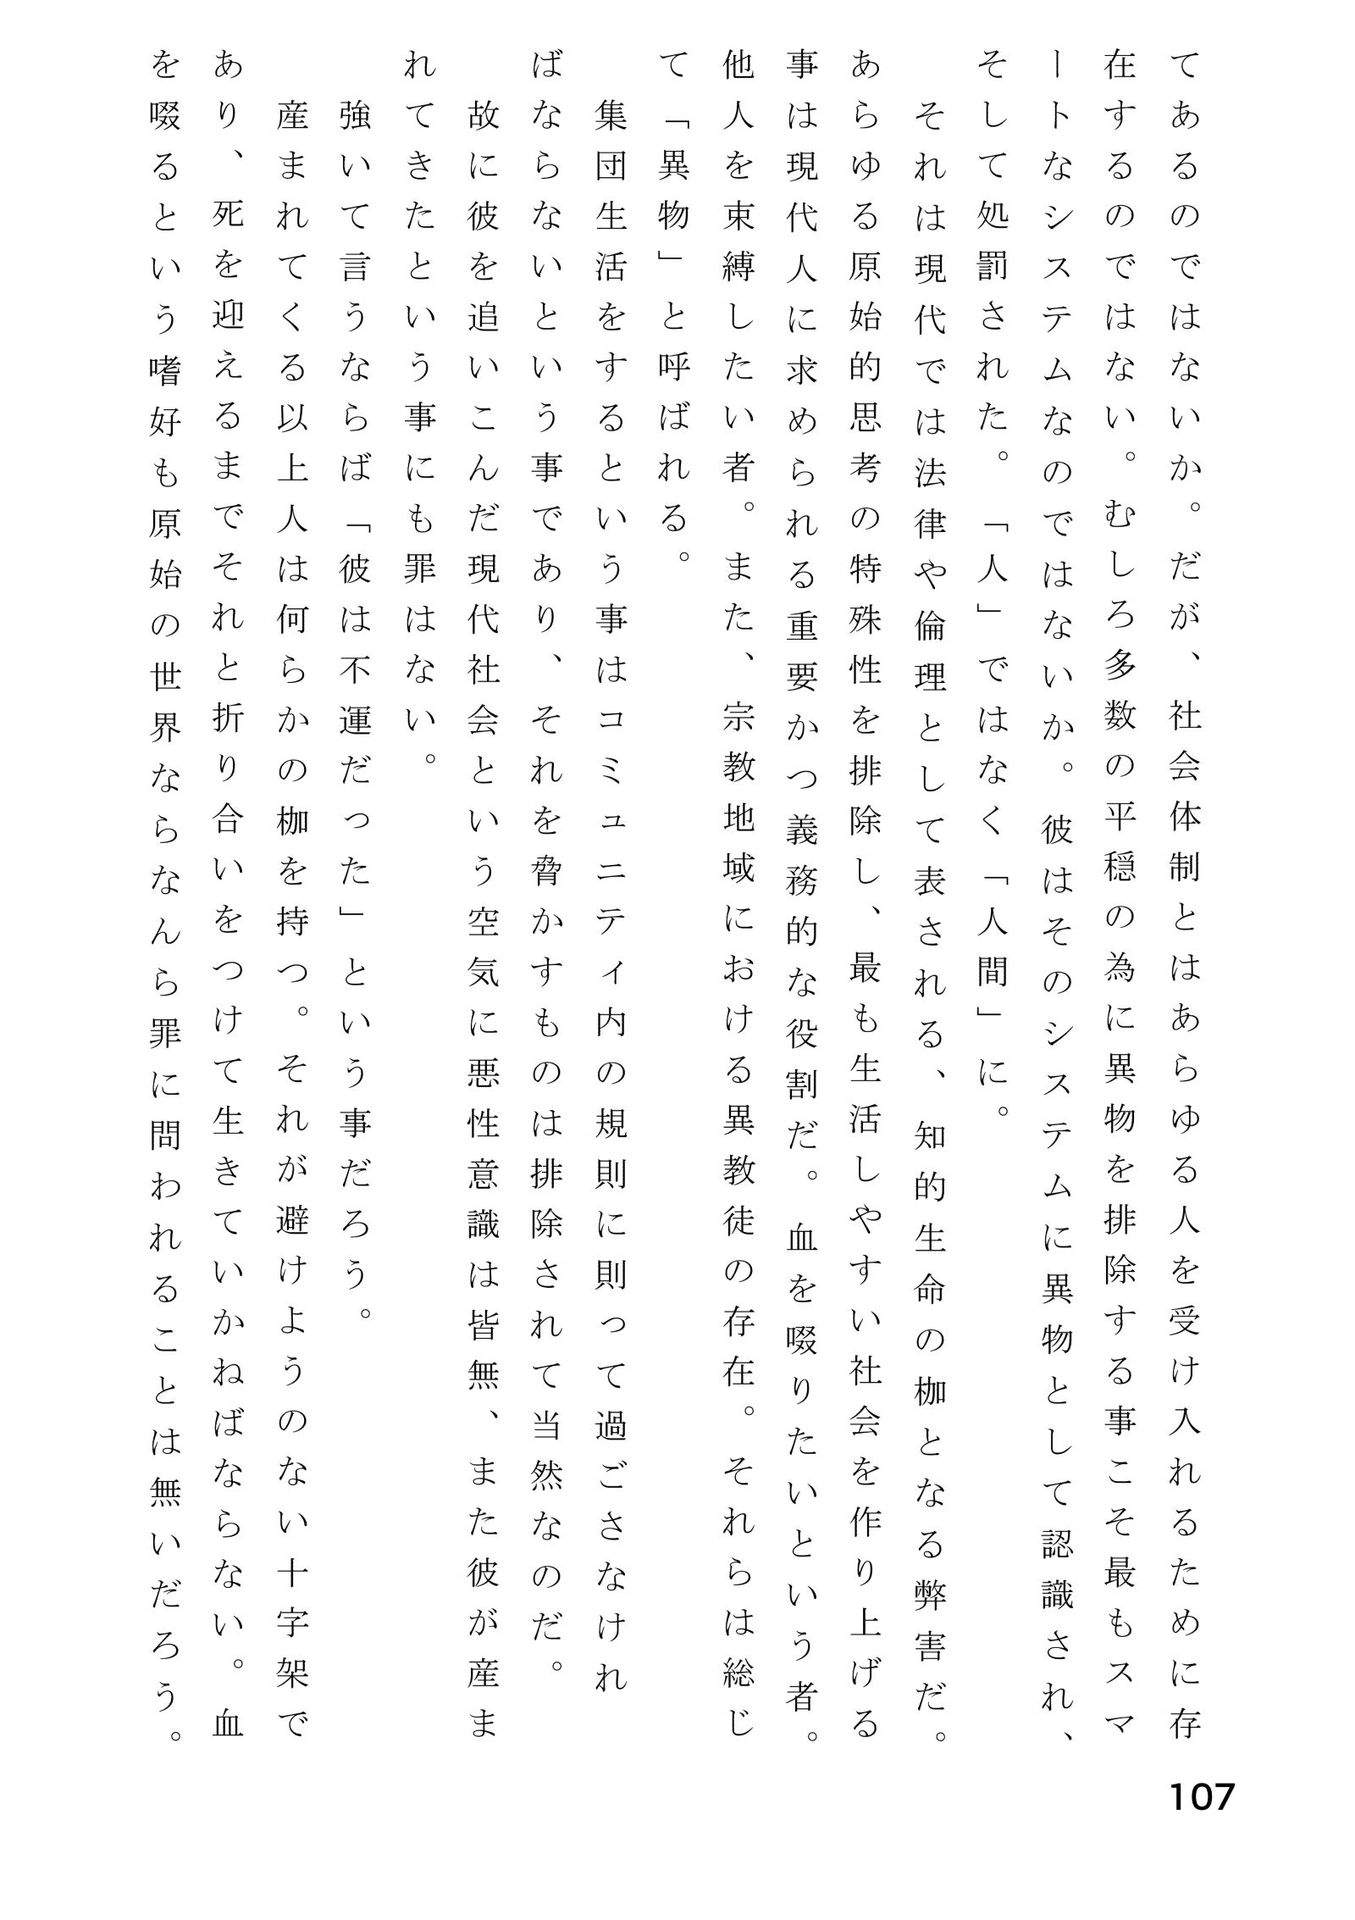 てあるのではないか。だが、社会体制とはあらゆる人を受け入れるために存
在するのではない。むしろ多数の平穏の為に異物を排除する事こそ最もスマ
ートなシステムなのではないか。彼はそのシステムに異物として認識され、
そして処罰された。「人」ではなく「人間」に。
それは現代では法律や倫理として表される、知的生命の枷となる弊害だ。
あらゆる原始的思考の特殊性を排除し、最も生活しやすい社会を作り上げる
事は現代人に求められる重要かつ義務的な役割だ。血を啜りたいという者。
他人を束縛したい者。また、宗教地域における異教徒の存在。それらは総じ
て「異物」と呼ばれる。
集団生活をするという事はコミュニティ内の規則に則って過ごさなけれ
ばならないという事であり、それを脅かすものは排除されて当然なのだ。
故に彼を追いこんだ現代社会という空気に悪性意識は皆無、また彼が産ま
れてきたという事にも罪はない。
強いて言うならば「彼は不運だった」という事だろう。
産まれてくる以上人は何らかの枷を持つ。それが避けようのない十字架で
あり、死を迎えるまでそれと折り合いをつけて生きていかねばならない。血
を啜るという嗜好も原始の世界ならなんら罪に問われることは無いだろう。
107